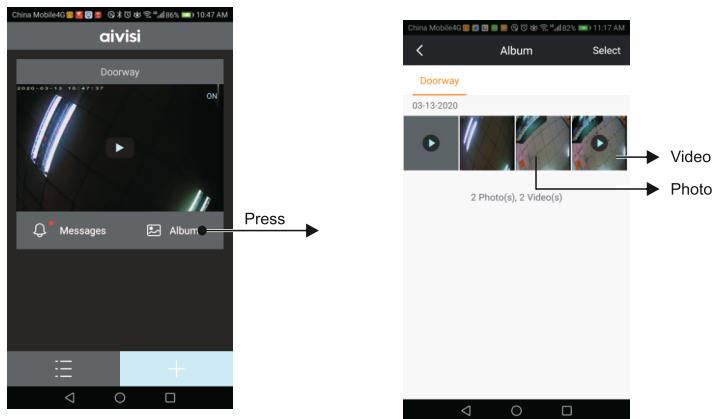 China Mobile4G 86% 10:47 AM
aivisi
Doorway
2020-03-13 10:47:37
ON
Messages
Album
Press
China Mobile4G 82% 11:17 AM
Album
Select
Doorway
03-13-2020
Video
Photo
2 Photo(s), 2 Video(s)